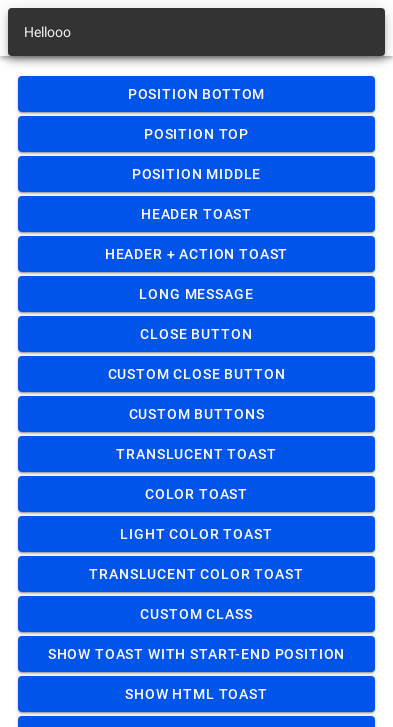 Hellooo
POSITION BOTTOM
POSITION TOP
POSITION MIDDLE
HEADER TOAST
HEADER + ACTION TOAST
LONG MESSAGE
CLOSE BUTTON
CUSTOM CLOSE BUTTON
CUSTOM BUTTONS
TRANSLUCENT TOAST
COLOR TOAST
LIGHT COLOR TOAST
TRANSLUCENT COLOR TOAST
CUSTOM CLASS
SHOW TOAST WITH START-END POSITION
SHOW HTML TOAST